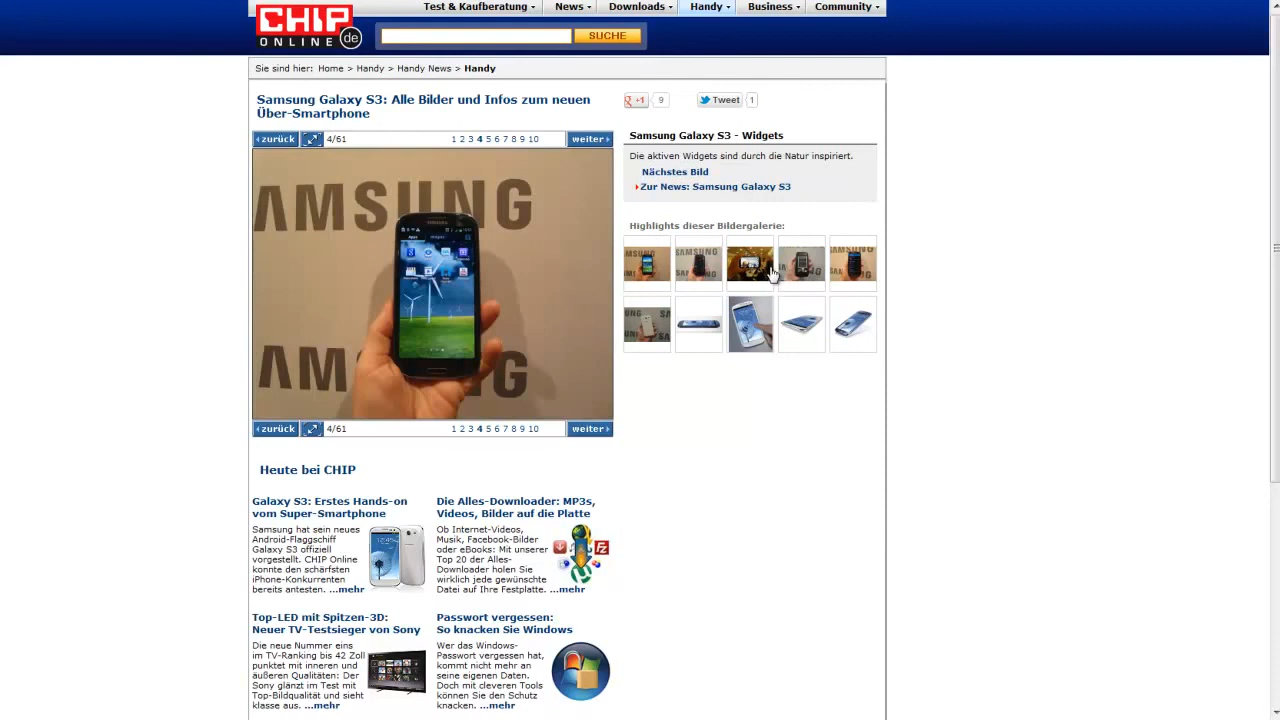 Test & Kaufberatung
News
Downloads
Handy
Business
Community
CHIP
ONLINE de
SUCHE
Sie sind hier: Home > Handy > Handy News > Handy
Samsung Galaxy S3: Alle Bilder und Infos zum neuen
Über-Smartphone
+1 9
Tweet 1
zurück 4/61 1 2 3 4 5 6 7 8 9 10 weiter
AMSUNG
SAMSUNG
AMS G
zurück 4/61 1 2 3 4 5 6 7 8 9 10 weiter
Samsung Galaxy S3 - Widgets
Die aktiven Widgets sind durch die Natur inspiriert.
Nächstes Bild
Zur News: Samsung Galaxy S3
Highlights dieser Bildergalerie:
Heute bei CHIP
Galaxy S3: Erstes Hands-on
vom Super-Smartphone
Samsung hat sein neues
Android-Flaggschiff
Galaxy S3 offiziell
vorgestellt. CHIP Online
konnte den schärfsten
iPhone-Konkurrenten
bereits antesten. ...mehr
Die Alles-Downloader: MP3s,
Videos, Bilder auf die Platte
Ob Internet-Videos,
Musik, Facebook-Bilder
oder eBooks: Mit unserer
Top 20 der Alles-
Downloader holen Sie
wirklich jede gewünschte
Datei auf Ihre Festplatte. ...mehr
Top-LED mit Spitzen-3D:
Neuer TV-Testsieger von Sony
Die neue Nummer eins
im TV-Ranking bis 42 Zoll
punktet mit inneren und
äußeren Qualitäten: Der
Sony glänzt im Test mit
Top-Bildqualität und sieht
klasse aus. ...mehr
Passwort vergessen:
So knacken Sie Windows
Wer das Windows-
Passwort vergessen hat,
kommt nicht mehr an
seine eigenen Daten.
Doch mit cleveren Tools
können Sie den Schutz
knacken. ...mehr